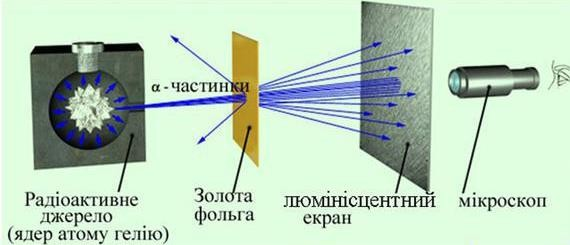 α - частинки
Радіоактивне
джерело
(ядер атому гелію)
Золота
фольга
люмінісцентний
екран
мікроскоп